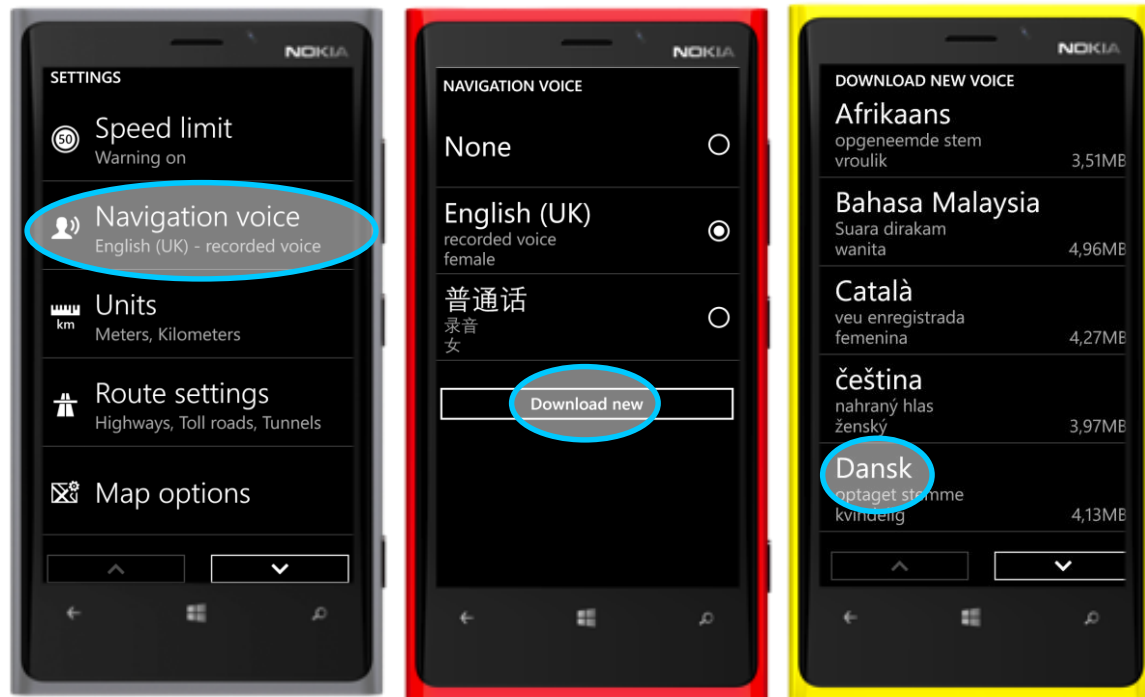 NOKIA
SETTINGS
50
Speed limit
Warning on
Navigation voice
English (UK) - recorded voice
Units
km
Meters, Kilometers
Route settings
Highways, Toll roads, Tunnels
Map options
NOKIA
NAVIGATION VOICE
None
English (UK)
recorded voice
female
普通话
录音
女
Download new
NOKIA
DOWNLOAD NEW VOICE
Afrikaans
opgeneemde stem
vroulik 3,51MB
Bahasa Malaysia
Suara dirakam
wanita 4,96MB
Català
veu enregistrada
femenina 4,27MB
čeština
nahraný hlas
ženský 3,97MB
Dansk
optaget stemme
kvindelig 4,13MB